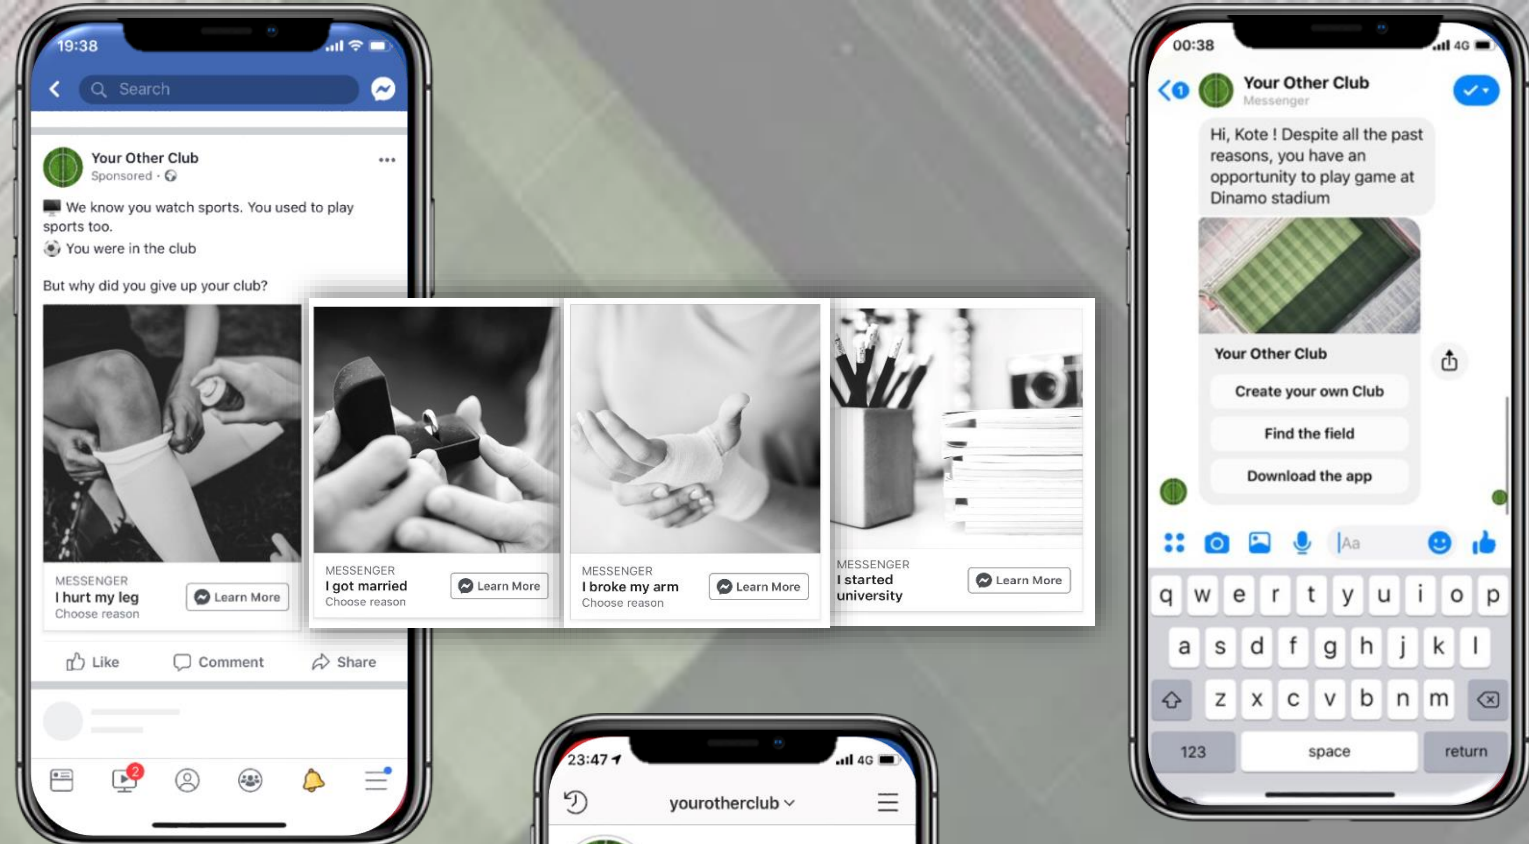 19:38
Search
Your Other Club
Sponsored ·
We know you watch sports. You used to play
sports too.
You were in the club
But why did you give up your club?
MESSENGER
I hurt my leg
Choose reason
Learn More
MESSENGER
I got married
Choose reason
Learn More
MESSENGER
I broke my arm
Choose reason
Learn More
MESSENGER
I started
university
Learn More
Like
Comment
Share
2
23:47
4G
yourotherclub
00:38
4G
1
Your Other Club
Messenger
Hi, Kote ! Despite all the past
reasons, you have an
opportunity to play game at
Dinamo stadium
Your Other Club
Create your own Club
Find the field
Download the app
Aa
q w e r t y u i o p
a s d f g h j k l
z x c v b n m
123
space
return